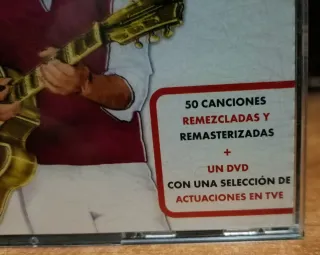 50 CANCIONES
REMEZCLADAS Y
REMASTERIZADAS
+
UN DVD
CON UNA SELECCIÓN DE
ACTUACIONES EN TVE